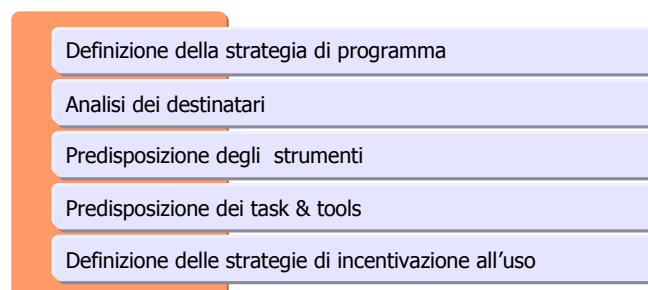 Definizione della strategia di programma
Analisi dei destinatari
Predisposizione degli  strumenti
Predisposizione dei task & tools
Definizione delle strategie di incentivazione all'uso